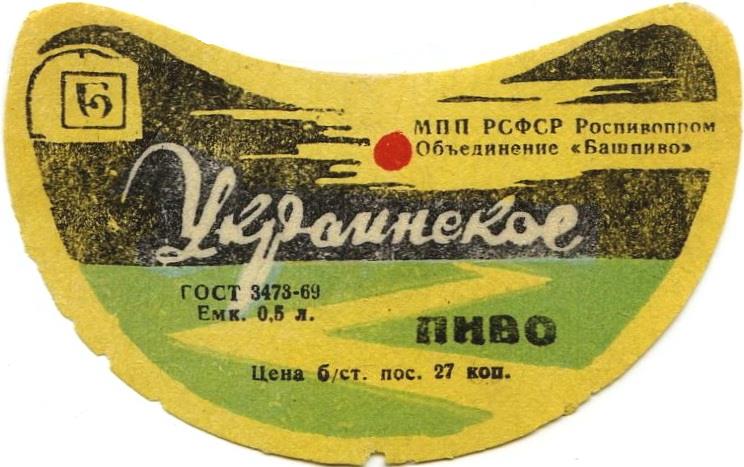 Б
МПП РСФСР Роспивопром
Объединение «Башпиво»
Украинское
ГОСТ 3473-69
Емк. 0,5 л.
пиво
Цена б/ст. пос. 27 коп.